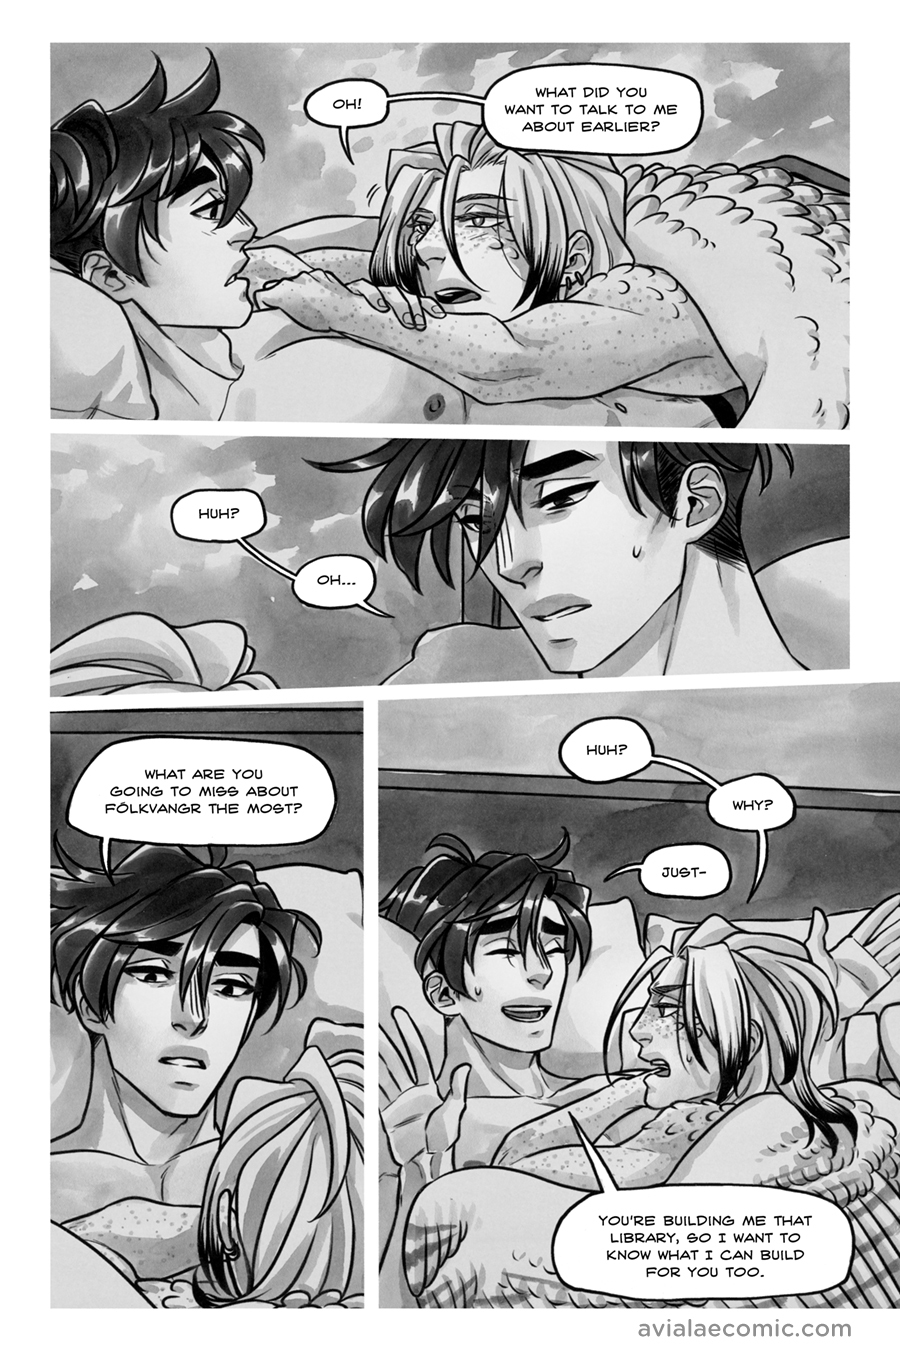 OH!
WHAT DID YOU
WANT TO TALK TO ME
ABOUT EARLIER?
HUH?
OH...
WHAT ARE YOU
GOING TO MISS ABOUT
FÓLKVANGR THE MOST?
HUH?
WHY?
JUST-
YOU'RE BUILDING ME THAT
LIBRARY, SO I WANT TO
KNOW WHAT I CAN BUILD
FOR YOU TOO.
avialaecomic.com